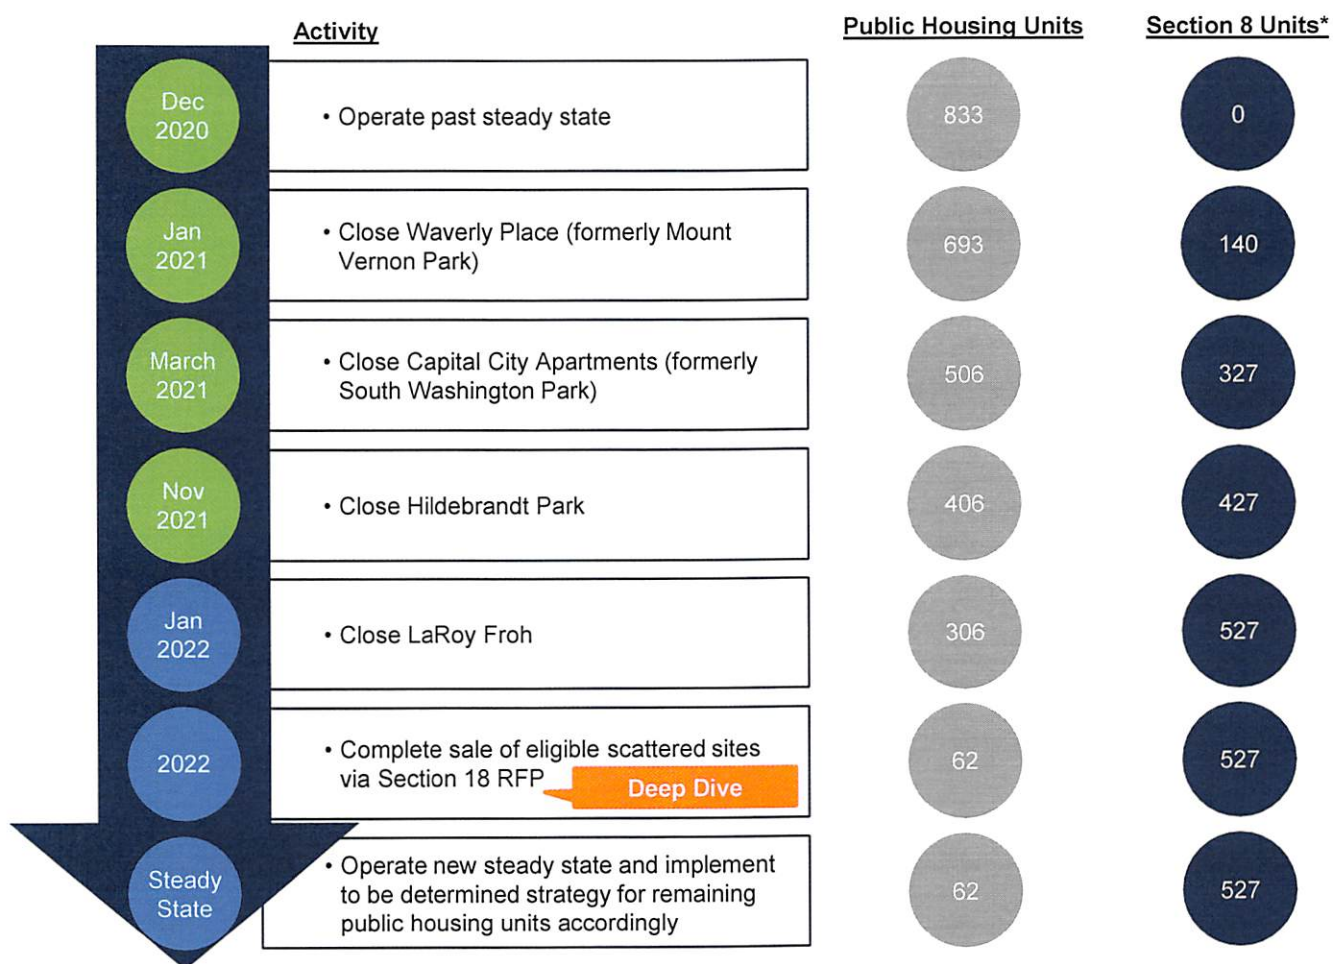 Activity
Public Housing Units
Section 8 Units*
Dec
2020
• Operate past steady state
833
0
Jan
2021
• Close Waverly Place (formerly Mount
Vernon Park)
693
140
March
2021
• Close Capital City Apartments (formerly
South Washington Park)
506
327
Nov
2021
• Close Hildebrandt Park
406
427
Jan
2022
• Close LaRoy Froh
306
527
2022
• Complete sale of eligible scattered sites
via Section 18 RFP
Deep Dive
62
527
Steady
State
• Operate new steady state and implement
to be determined strategy for remaining
public housing units accordingly
62
527